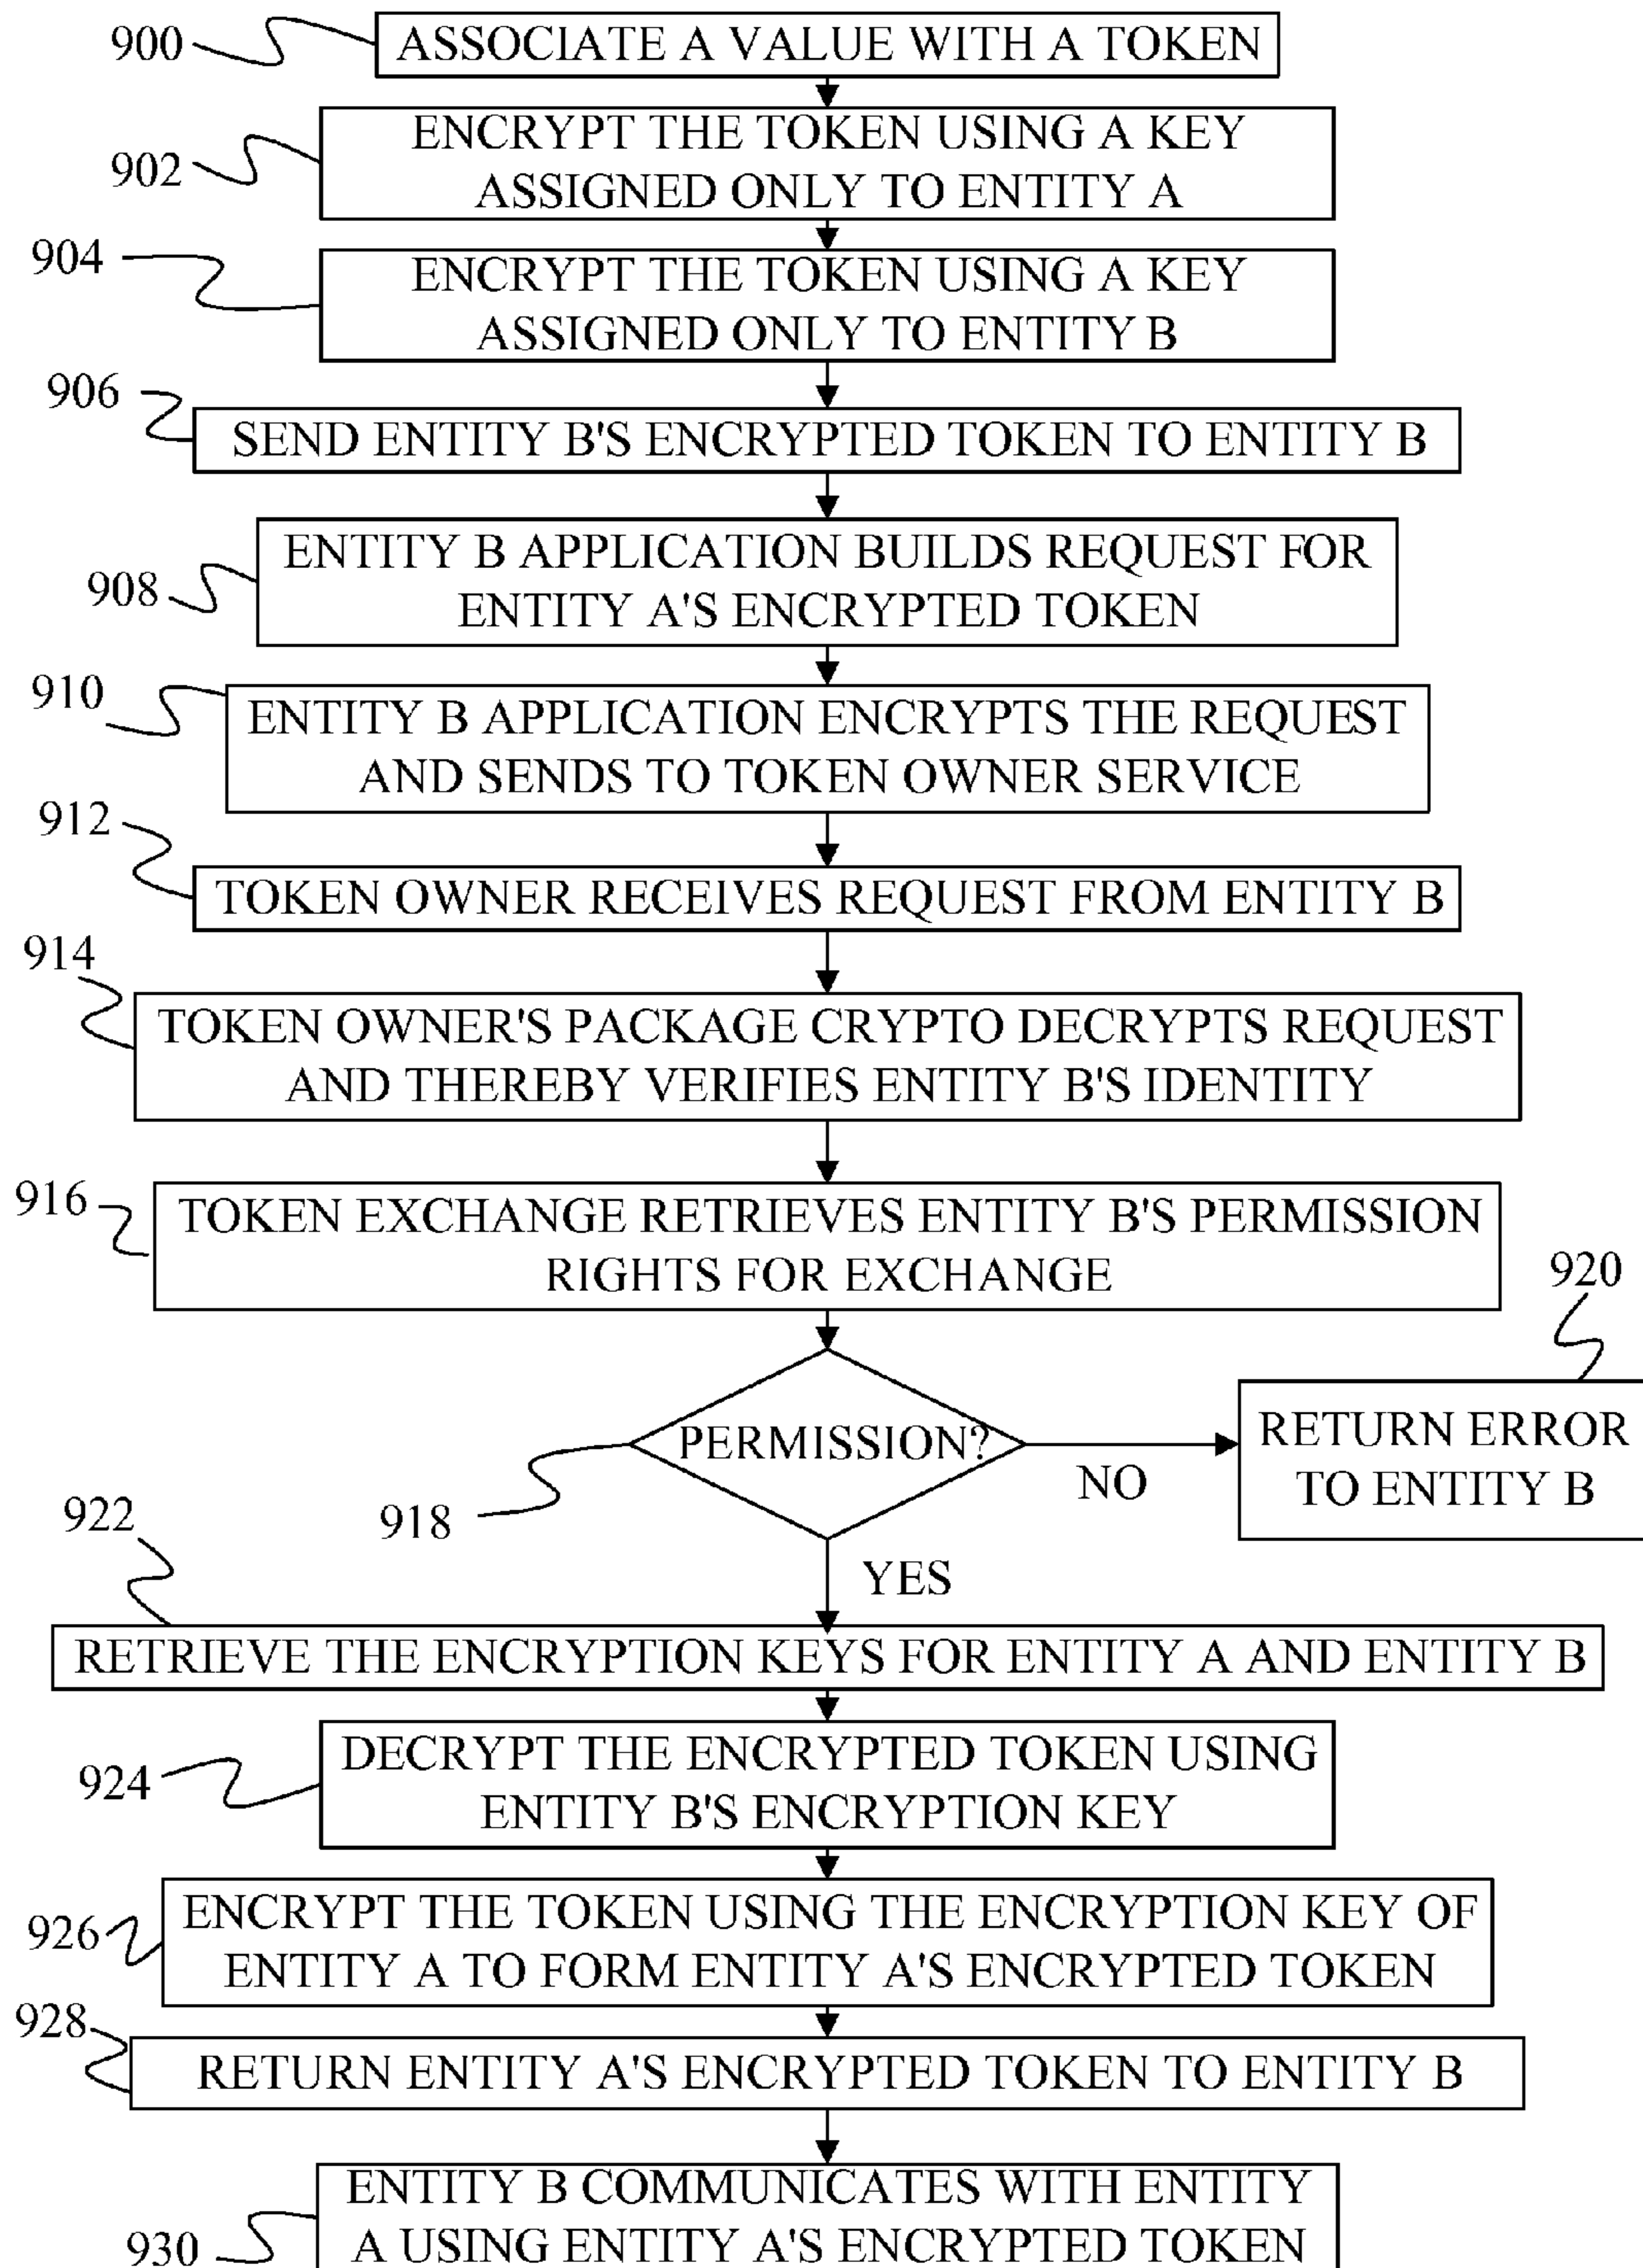 900
ASSOCIATE A VALUE WITH A TOKEN
902
ENCRYPT THE TOKEN USING A KEY
ASSIGNED ONLY TO ENTITY A
904
ENCRYPT THE TOKEN USING A KEY
ASSIGNED ONLY TO ENTITY B
906
SEND ENTITY B'S ENCRYPTED TOKEN TO ENTITY B
908
ENTITY B APPLICATION BUILDS REQUEST FOR
ENTITY A'S ENCRYPTED TOKEN
910
ENTITY B APPLICATION ENCRYPTS THE REQUEST
AND SENDS TO TOKEN OWNER SERVICE
912
TOKEN OWNER RECEIVES REQUEST FROM ENTITY B
914
TOKEN OWNER'S PACKAGE CRYPTO DECRYPTS REQUEST
AND THEREBY VERIFIES ENTITY B'S IDENTITY
916
TOKEN EXCHANGE RETRIEVES ENTITY B'S PERMISSION
RIGHTS FOR EXCHANGE
918
PERMISSION?
NO
920
RETURN ERROR
TO ENTITY B
YES
922
RETRIEVE THE ENCRYPTION KEYS FOR ENTITY A AND ENTITY B
924
DECRYPT THE ENCRYPTED TOKEN USING
ENTITY B'S ENCRYPTION KEY
926
ENCRYPT THE TOKEN USING THE ENCRYPTION KEY OF
ENTITY A TO FORM ENTITY A'S ENCRYPTED TOKEN
928
RETURN ENTITY A'S ENCRYPTED TOKEN TO ENTITY B
930
ENTITY B COMMUNICATES WITH ENTITY
A USING ENTITY A'S ENCRYPTED TOKEN